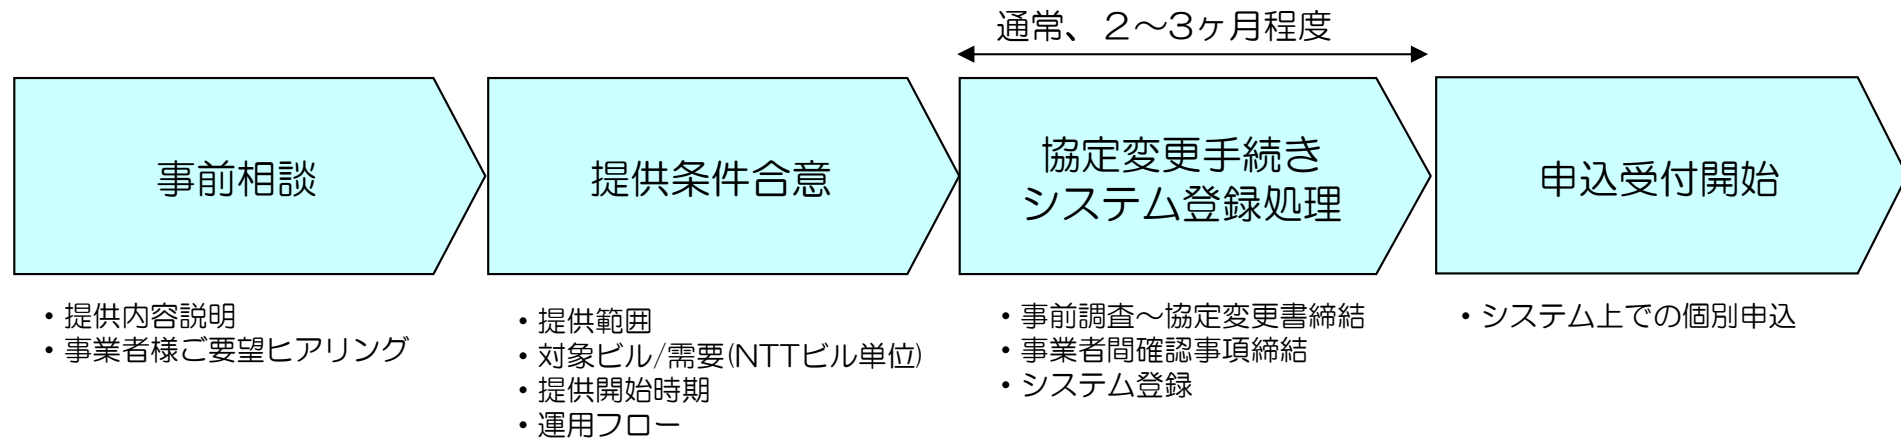 通常、２～３ヶ月程度
事前相談
提供条件合意
協定変更手続き
システム登録処理
申込受付開始
・提供内容説明
・事業者様ご要望ヒアリング
・提供範囲
・対象ビル/需要(NTTビル単位)
・提供開始時期
・運用フロー
・事前調査～協定変更書締結
・事業者間確認事項締結
・システム登録
・システム上での個別申込